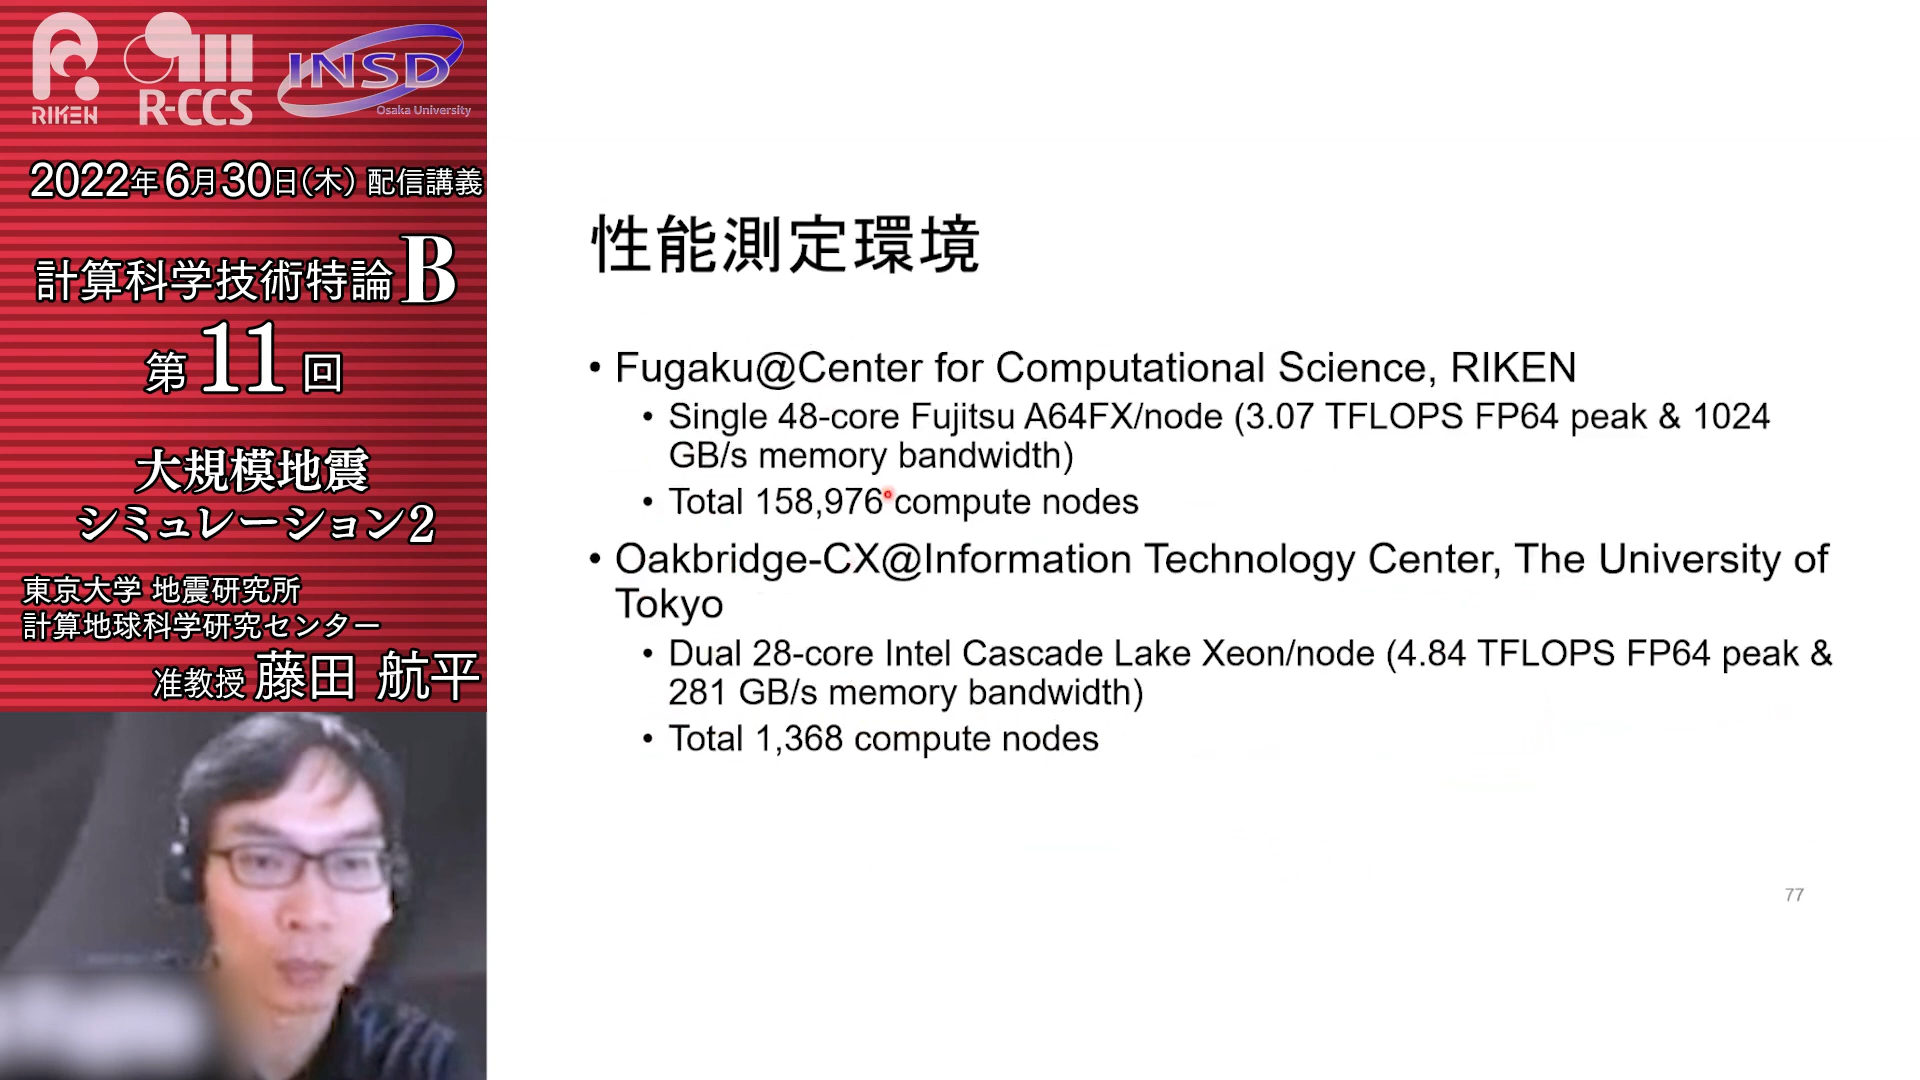 RIKEN
R-CCS
INSD
Osaka University
2022年6月30日(木) 配信講義
計算科学技術特論B
第11回
大規模地震
シミュレーション2
東京大学 地震研究所
計算地球科学研究センター
准教授 藤田 航平
性能測定環境
• Fugaku@Center for Computational Science, RIKEN
• Single 48-core Fujitsu A64FX/node (3.07 TFLOPS FP64 peak & 1024
GB/s memory bandwidth)
• Total 158,976 compute nodes
• Oakbridge-CX@Information Technology Center, The University of
Tokyo
• Dual 28-core Intel Cascade Lake Xeon/node (4.84 TFLOPS FP64 peak &
281 GB/s memory bandwidth)
• Total 1,368 compute nodes
77